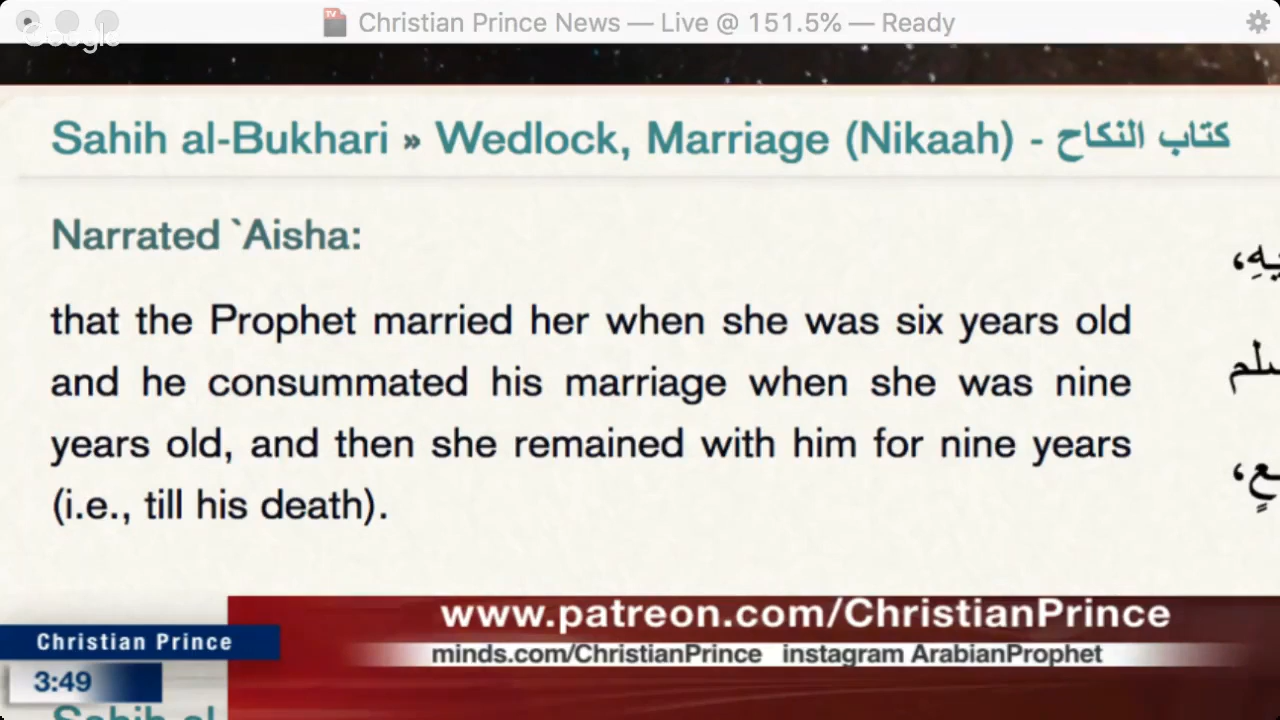 Christian Prince News — Live @ 151.5% — Ready
Google
Sahih al-Bukhari » Wedlock, Marriage (Nikaah) - كتاب النكاح
Narrated `Aisha:
that the Prophet married her when she was six years old
and he consummated his marriage when she was nine
years old, and then she remained with him for nine years
(i.e., till his death).
www.patreon.com/ChristianPrince
Christian Prince
minds.com/ChristianPrince instagram ArabianProphet
3:49